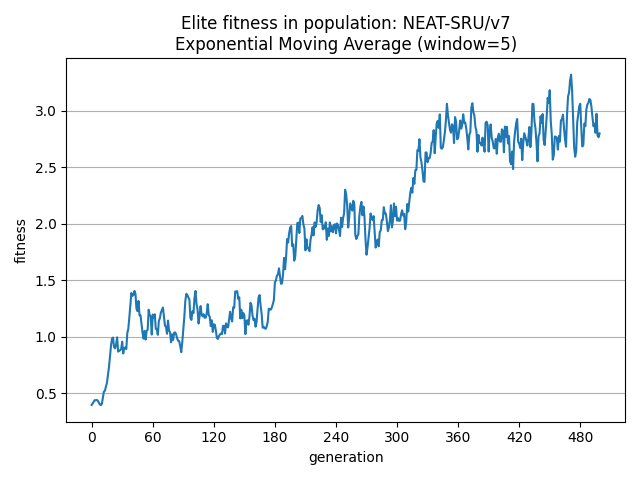 Elite fitness in population: NEAT-SRU/v7
Exponential Moving Average (window=5)
fitness
3.0
2.5
2.0
1.5
1.0
0.5
0 60 120 180 240 300 360 420 480
generation